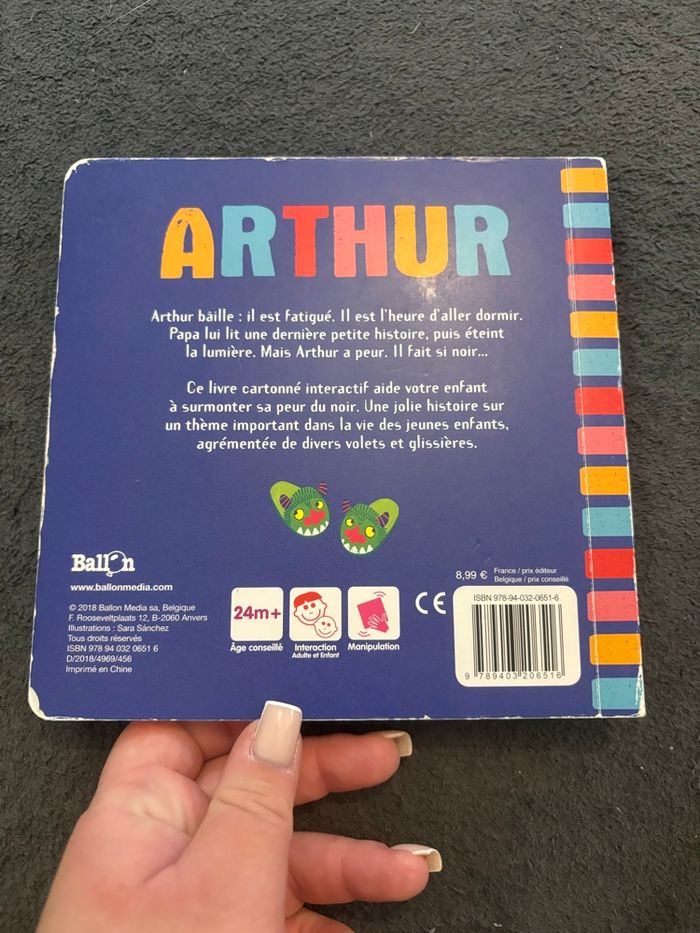 ARTHUR
Arthur bâille : il est fatigué. Il est l'heure d'aller dormir.
Papa lui lit une dernière petite histoire, puis éteint
la lumière. Mais Arthur a peur. Il fait si noir...
Ce livre cartonné interactif aide votre enfant
à surmonter sa peur du noir. Une jolie histoire sur
un thème important dans la vie des jeunes enfants,
agrémentée de divers volets et glissières.
Ballon
www.ballonmedia.com
© 2018 Ballon Media sa, Belgique
F. Rooseveltplaats 12, B-2060 Anvers
Illustrations : Sara Sánchez
Tous droits réservés
ISBN 978 94 032 0651 6
D/2018/4969/456
Imprimé en Chine
24m+
Âge conseillé
Interaction
Adulte et Enfant
Manipulation
CE
8,99 €
France / prix éditeur
Belgique / prix conseillé
ISBN 978-94-032-0651-6
9 789403 206516